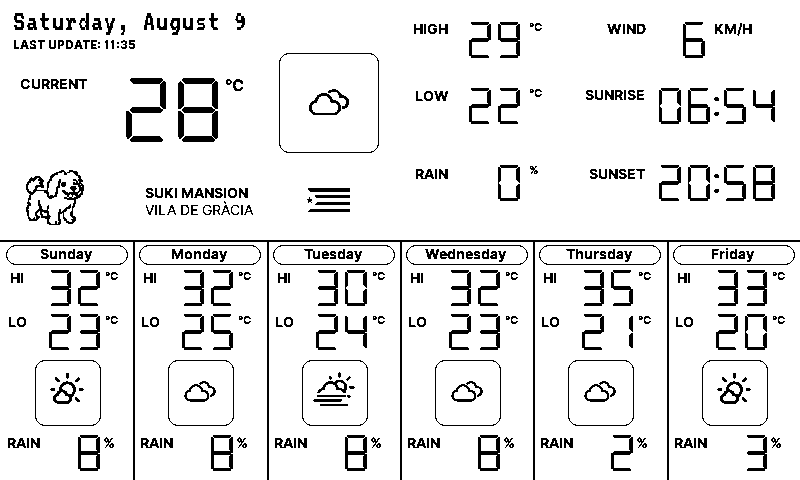 Saturday, August 9
LAST UPDATE: 11:35
CURRENT 28 °C
SUKI MANSION
VILA DE GRÀCIA
HIGH 29 °C
LOW 22 °C
RAIN 0 %
WIND 6 KM/H
SUNRISE 06:54
SUNSET 20:58
Sunday
HI 32 °C
LO 23 °C
RAIN 8 %
Monday
HI 32 °C
LO 25 °C
RAIN 8 %
Tuesday
HI 30 °C
LO 24 °C
RAIN 8 %
Wednesday
HI 32 °C
LO 23 °C
RAIN 8 %
Thursday
HI 35 °C
LO 21 °C
RAIN 2 %
Friday
HI 33 °C
LO 20 °C
RAIN 3 %